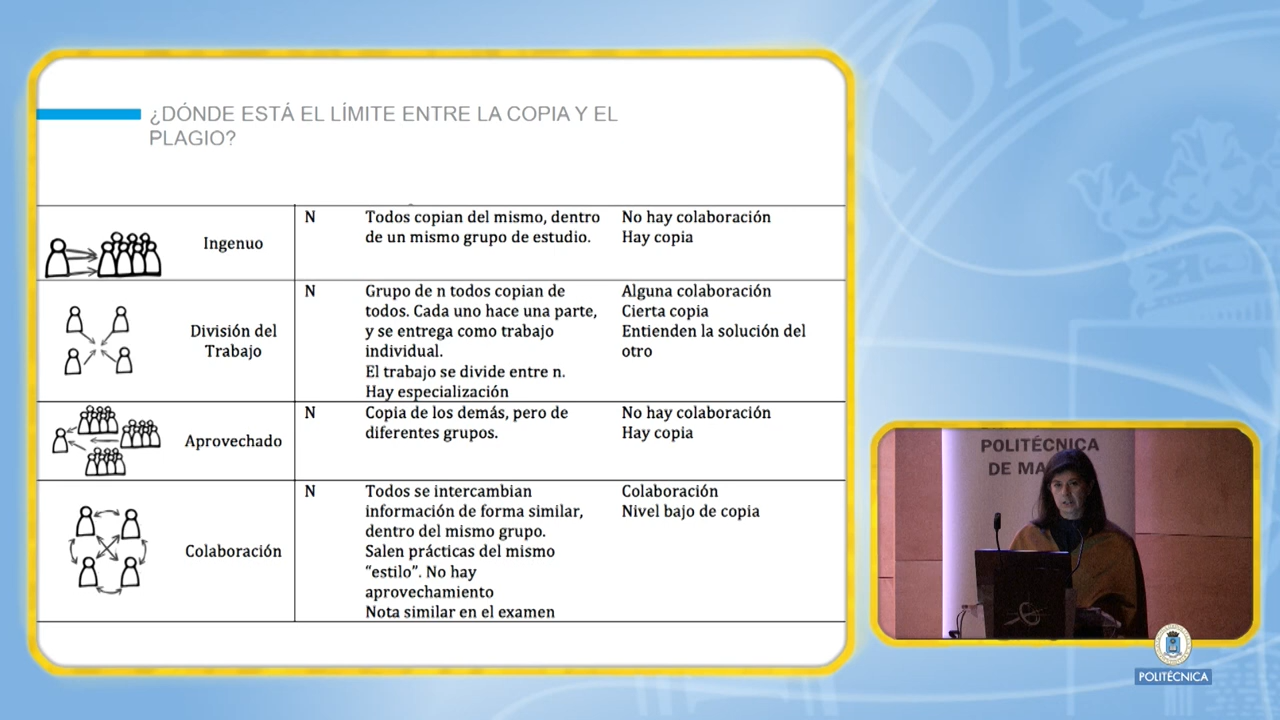 ¿DÓNDE ESTÁ EL LÍMITE ENTRE LA COPIA Y EL
PLAGIO?
Ingenuo
N
Todos copian del mismo, dentro
de un mismo grupo de estudio.
No hay colaboración
Hay copia
División del
Trabajo
N
Grupo de n todos copian de
todos. Cada uno hace una parte,
y se entrega como trabajo
individual.
El trabajo se divide entre n.
Hay especialización
Alguna colaboración
Cierta copia
Entienden la solución del
otro
Aprovechado
N
Copia de los demás, pero de
diferentes grupos.
No hay colaboración
Hay copia
Colaboración
N
Todos se intercambian
información de forma similar,
dentro del mismo grupo.
Salen prácticas del mismo
“estilo”. No hay
aprovechamiento
Nota similar en el examen
Colaboración
Nivel bajo de copia
POLITÉCNICA
DE MA
POLITÉCNICA